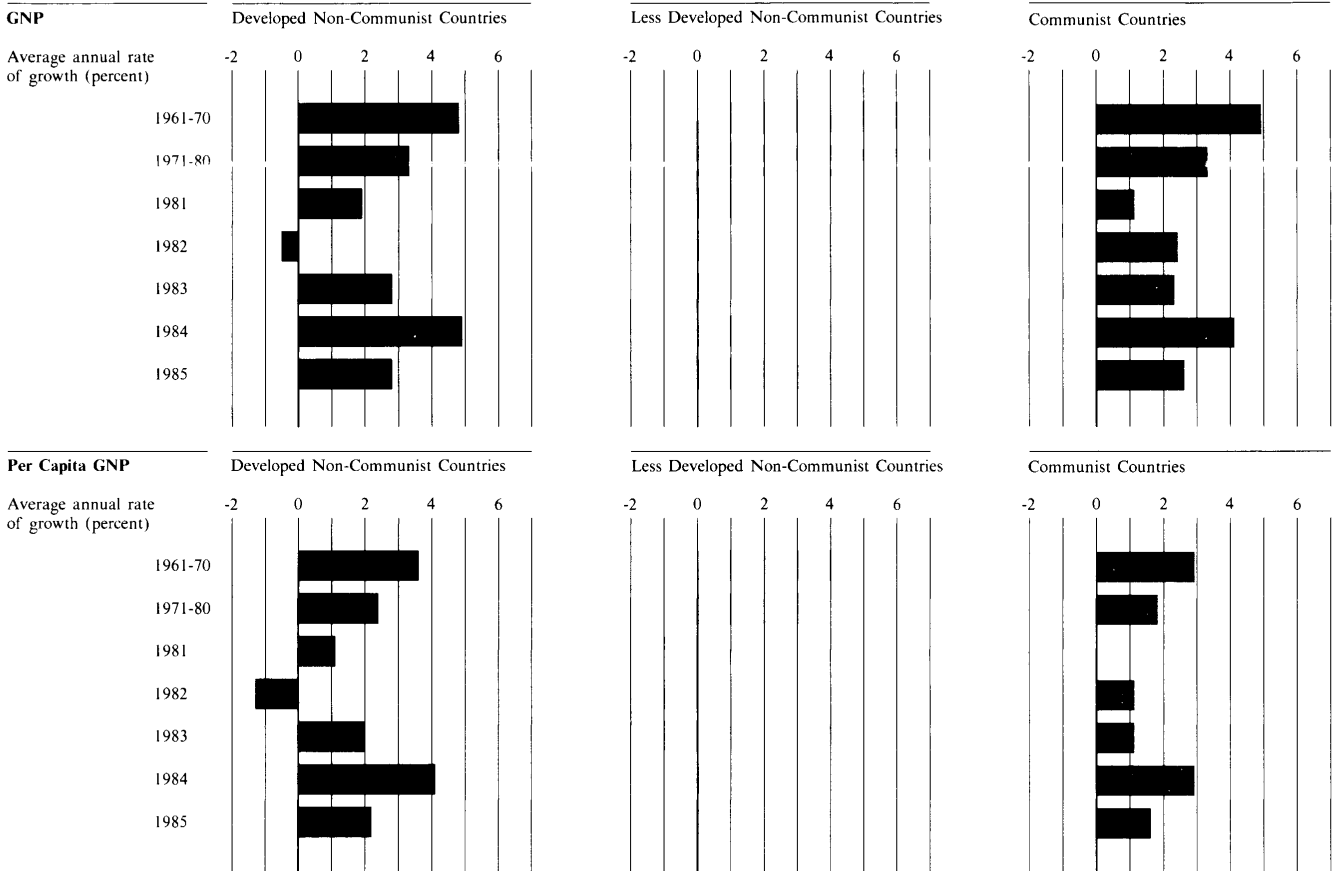 GNP
Developed Non-Communist Countries
Less Developed Non-Communist Countries
Communist Countries
Average annual rate
of growth (percent)
-2 0 2 4 6
-2 0 2 4 6
-2 0 2 4 6
1961-70
1971-80
1981
1982
1983
1984
1985
Per Capita GNP
Developed Non-Communist Countries
Less Developed Non-Communist Countries
Communist Countries
Average annual rate
of growth (percent)
-2 0 2 4 6
-2 0 2 4 6
-2 0 2 4 6
1961-70
1971-80
1981
1982
1983
1984
1985